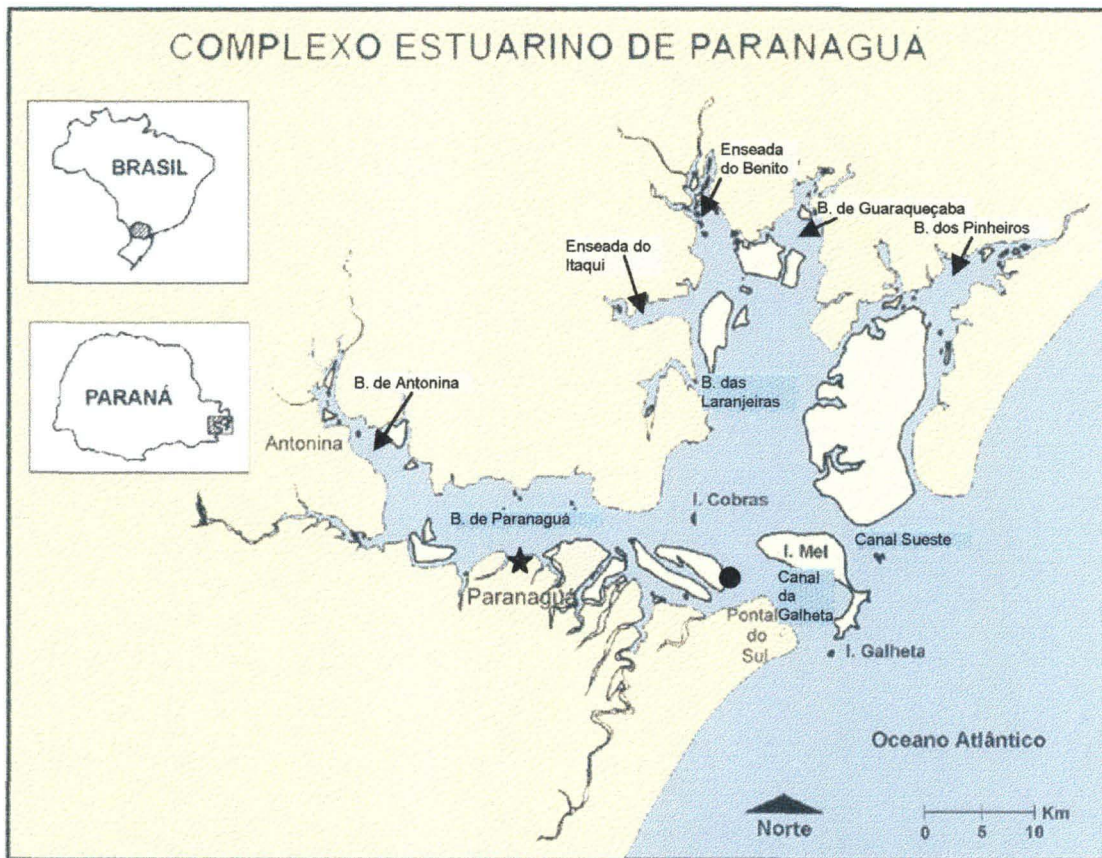 COMPLEXO ESTUARINO DE PARANAGUÁ
BRASIL
PARANÁ
Enseada
do Benito
B. de Guaraqueçaba
B. dos Pinheiros
Enseada do
Itaqui
B. das
Laranjeiras
B. de Antonina
Antonina
I. Cobras
B. de Paranaguá
Paranaguá
I. Mel
Canal Sueste
Canal
da
Galheta
Pontal
do
Sul
I. Galheta
Oceano Atlântico
Norte
Km
0 5 10